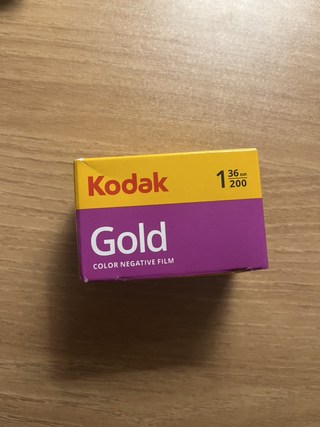 Kodak
1 36 exp
200
Gold
COLOR NEGATIVE FILM